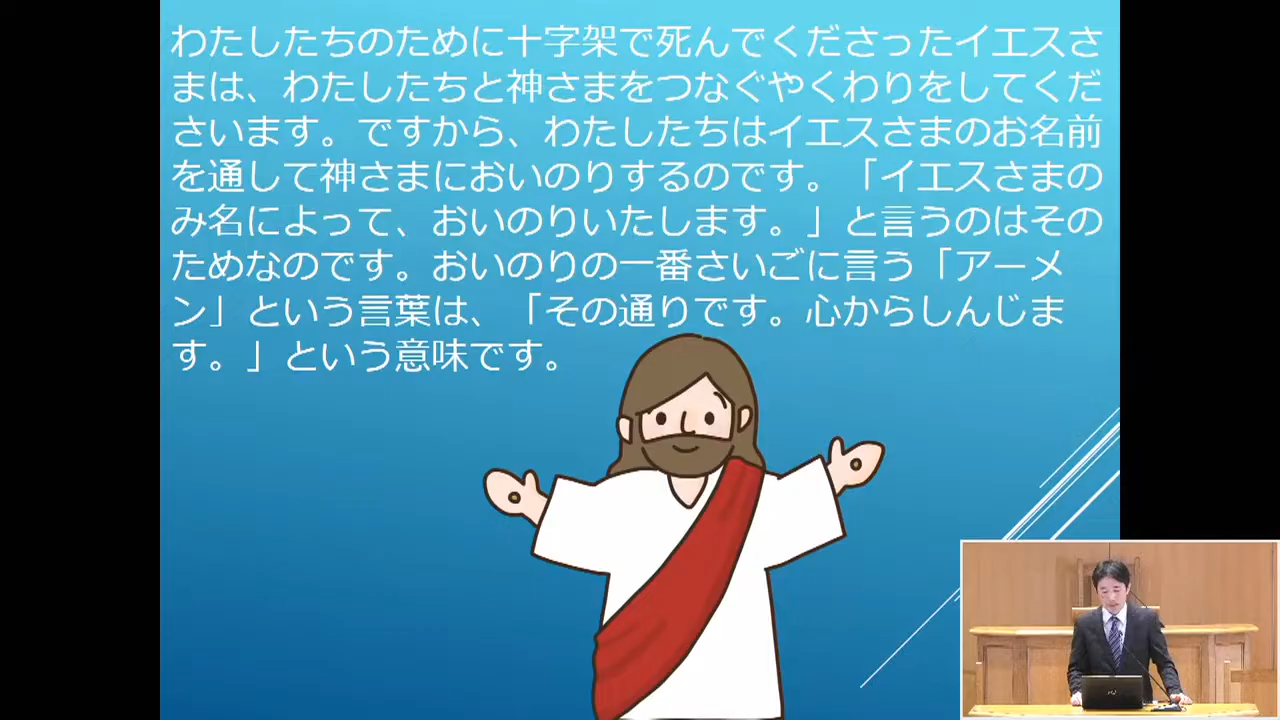 わたしたちのために十字架で死んでくださったイエスさ
まは、わたしたちと神さまをつなぐやくわりをしてくだ
さいます。ですから、わたしたちはイエスさまのお名前
を通して神さまにおいのりするのです。「イエスさまの
み名によって、おいのりいたします。」と言うのはその
ためなのです。おいのりの一番さいごに言う「アーメ
ン」という言葉は、「その通りです。心からしんじま
す。」という意味です。